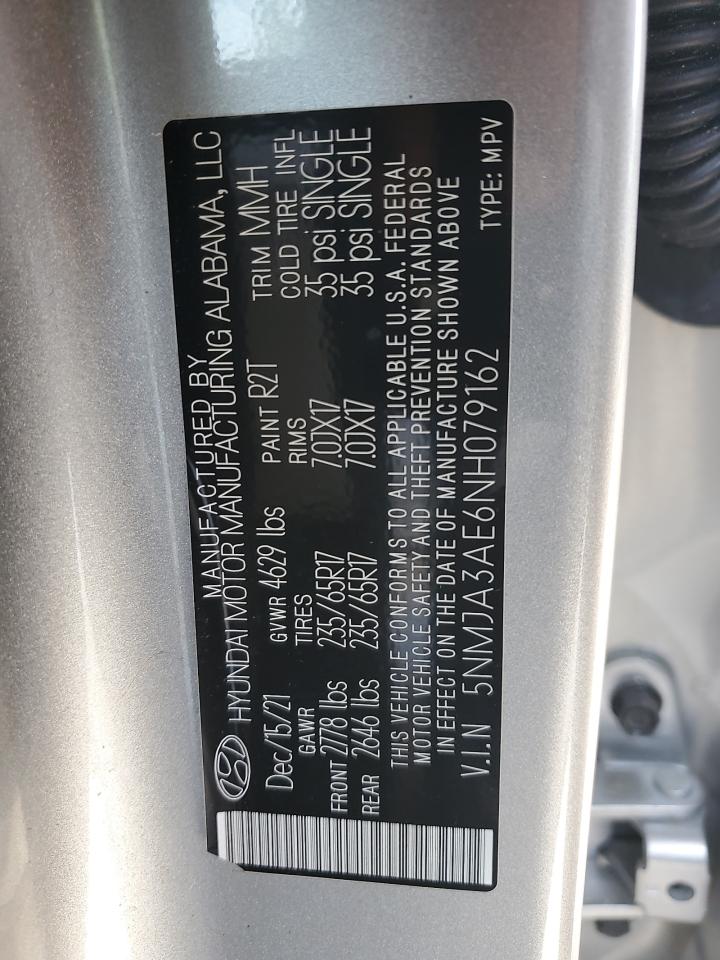 MANUFACTURED BY
HYUNDAI MOTOR MANUFACTURING ALABAMA, LLC
Dec/15/21 GVWR 4629 lbs PAINT R2T TRIM MMH
GAWR TIRES RIMS COLD TIRE INFL
FRONT 2778 lbs 235/65R17 7.0JX17 35 psi SINGLE
REAR 2646 lbs 235/65R17 7.0JX17 35 psi SINGLE
THIS VEHICLE CONFORMS TO ALL APPLICABLE U.S.A. FEDERAL
MOTOR VEHICLE SAFETY AND THEFT PREVENTION STANDARDS
IN EFFECT ON THE DATE OF MANUFACTURE SHOWN ABOVE
V.I.N 5NMJA3AE6NH079162 TYPE: MPV